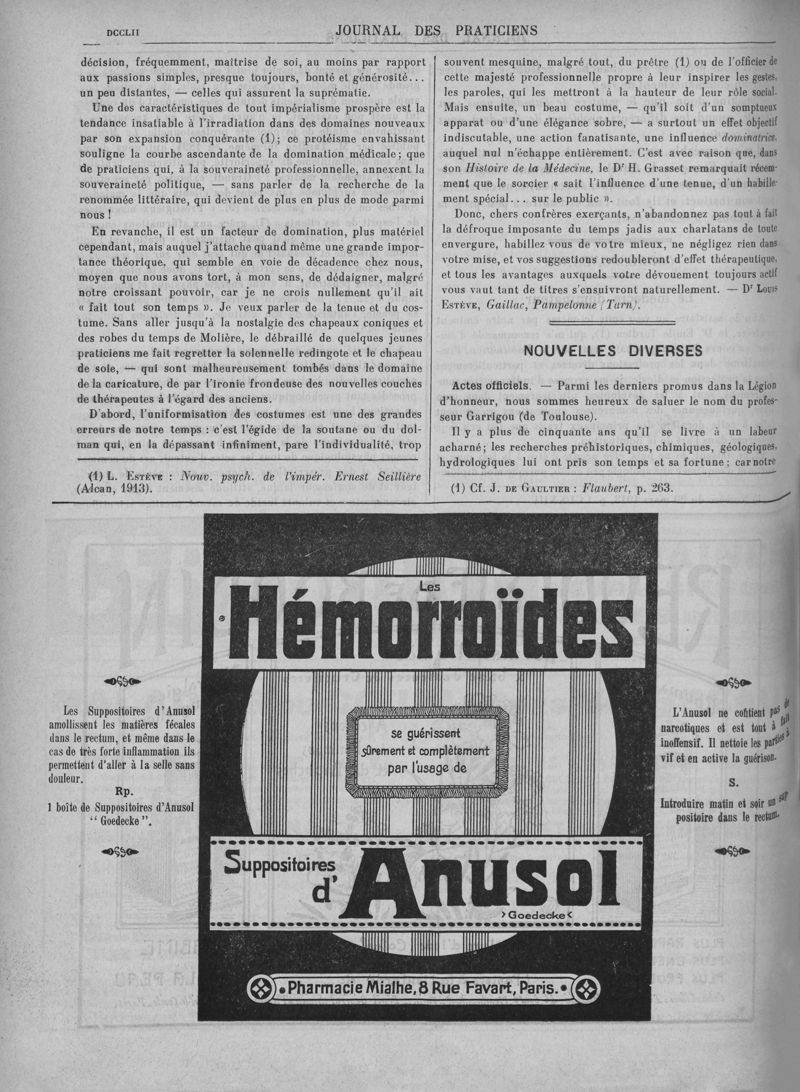 DCCLII
JOURNAL DES PRATICIENS
décision, fréquemment, maîtrise de soi, au moins par rapport
aux passions simples, presque toujours, bonté et générosité...
un peu distantes, — celles qui assurent la suprématie.
Une des caractéristiques de tout impérialisme prospère est la
tendance insatiable à l'irradiation dans des domaines nouveaux
par son expansion conquérante (1); ce protéisme envahissant
souligne la courbe ascendante de la domination médicale; que
de praticiens qui, à la souveraineté professionnelle, annexent la
souveraineté politique, — sans parler de la recherche de la
renommée littéraire, qui devient de plus en plus de mode parmi
nous !
En revanche, il est un facteur de domination, plus matériel
cependant, mais auquel j'attache quand même une grande impor-
tance théorique, qui semble en voie de décadence chez nous,
moyen que nous avons tort, à mon sens, de dédaigner, malgré
notre croissant pouvoir, car je ne crois nullement qu'il ait
« fait tout son temps ». Je veux parler de la tenue et du cos-
tume. Sans aller jusqu'à la nostalgie des chapeaux coniques et
des robes du temps de Molière, le débraillé de quelques jeunes
praticiens me fait regretter la solennelle redingote et le chapeau
de soie, — qui sont malheureusement tombés dans le domaine
de la caricature, de par l'ironie frondeuse des nouvelles couches
de thérapeutes à l'égard des anciens.
D'abord, l'uniformisation des costumes est une des grandes
erreurs de notre temps : c'est l'égide de la soutane ou du dol-
man qui, en la dépassant infiniment, pare l'individualité, trop
(1) L. ESTÈVE : Nouv. psych. de l'impér. Ernest Seillière
(Alcan, 1913).
souvent mesquine, malgré tout, du prêtre (1) ou de l'officier de
cette majesté professionnelle propre à leur inspirer les gestes,
les paroles, qui les mettront à la hauteur de leur rôle social.
Mais ensuite, un beau costume, — qu'il soit d'un somptueux
apparat ou d'une élégance sobre, — a surtout un effet objectif
indiscutable, une action fanatisante, une influence dominatrice,
auquel nul n'échappe entièrement. C'est avec raison que, dans
son Histoire de la Médecine, le Dr H. Grasset remarquait récem-
ment que le sorcier « sait l'influence d'une tenue, d'un habille-
ment spécial... sur le public ».
Donc, chers confrères exerçants, n'abandonnez pas tout à fait
la défroque imposante du temps jadis aux charlatans de toute
envergure, habillez-vous de votre mieux, ne négligez rien dans
votre mise, et vos suggestions redoubleront d'effet thérapeutique,
et tous les avantages auxquels votre dévouement toujours actif
vous vaut tant de titres s'ensuivront naturellement. — Dr LOUIS
ESTÈVE, Gaillac, Pampelonne (Tarn).
NOUVELLES DIVERSES
Actes officiels. — Parmi les derniers promus dans la Légion
d'honneur, nous sommes heureux de saluer le nom du profes-
seur Garrigou (de Toulouse).
Il y a plus de cinquante ans qu'il se livre à un labeur
acharné; les recherches préhistoriques, chimiques, géologiques,
hydrologiques lui ont pris son temps et sa fortune; car notre
(1) Cf. J. DE GAULTIER : Flaubert, p. 263.
Les Suppositoires d'Anusol
amollissent les matières fécales
dans le rectum, et même dans le
cas de très forte inflammation ils
permettent d'aller à la selle sans
douleur.
Rp.
1 boîte de Suppositoires d'Anusol
“ Goedecke ”.
Les
Hémorroïdes
se guérissent
sûrement et complètement
par l'usage de
Suppositoires
d'Anusol
>Goedecke<
•Pharmacie Mialhe, 8 Rue Favart, Paris.•
L'Anusol ne contient pas de
narcotiques et est tout à fait
inoffensif. Il nettoie les parties à
vif et en active la guérison.
S.
Introduire matin et soir un sup-
positoire dans le rectum.